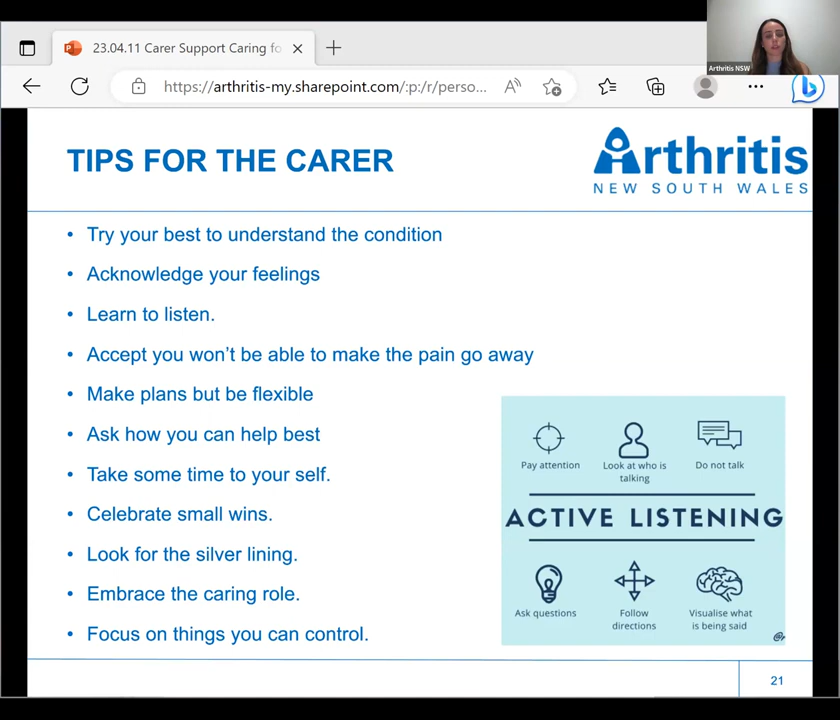 23.04.11 Carer Support Caring fo
Arthritis NSW
https://arthritis-my.sharepoint.com/:p:/r/perso...
TIPS FOR THE CARER
Arthritis
NEW SOUTH WALES
• Try your best to understand the condition
• Acknowledge your feelings
• Learn to listen.
• Accept you won't be able to make the pain go away
• Make plans but be flexible
• Ask how you can help best
• Take some time to your self.
• Celebrate small wins.
• Look for the silver lining.
• Embrace the caring role.
• Focus on things you can control.
Pay attention
Look at who is
talking
Do not talk
ACTIVE LISTENING
Ask questions
Follow
directions
Visualise what
is being said
21